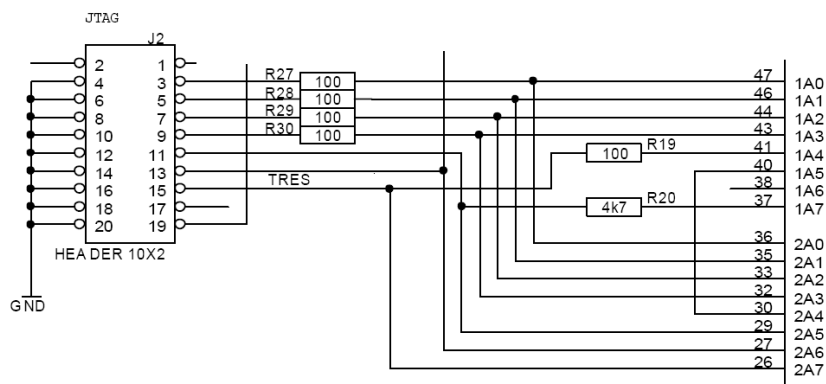 JTAG
J2
2 1
4 3 R27 100 47 1A0
6 5 R28 100 46 1A1
8 7 R29 100 44 1A2
10 9 R30 100 43 1A3
12 11 100 R19 41 1A4
40 1A5
14 13 38 1A6
16 15 TRES 4k7 R20 37 1A7
18 17
20 19 36 2A0
HEADER 10X2 35 2A1
33 2A2
32 2A3
GND 30 2A4
29 2A5
27 2A6
26 2A7